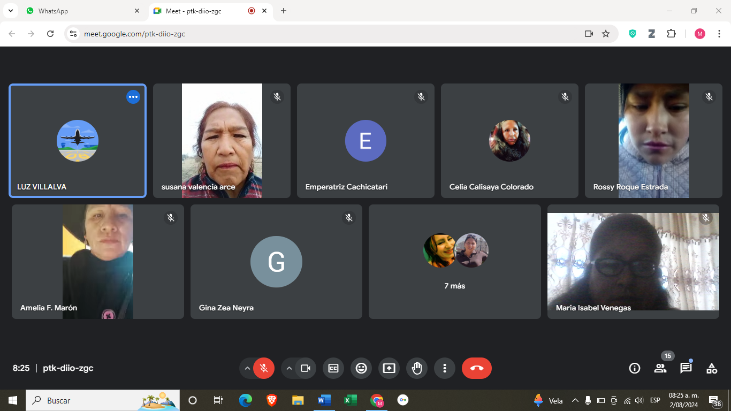 WhatsApp
Meet - ptk-diio-zgc
meet.google.com/ptk-diio-zgc
M
LUZ VILLALVA
susana valencia arce
E
Emperatriz Cachicatari
Celia Calisaya Colorado
Rossy Roque Estrada
Amelia F. Marón
G
Gina Zea Neyra
7 más
Maria Isabel Venegas
8:25 | ptk-diio-zgc
16
Buscar
Vela
ESP
08:25 a. m.
2/08/2024